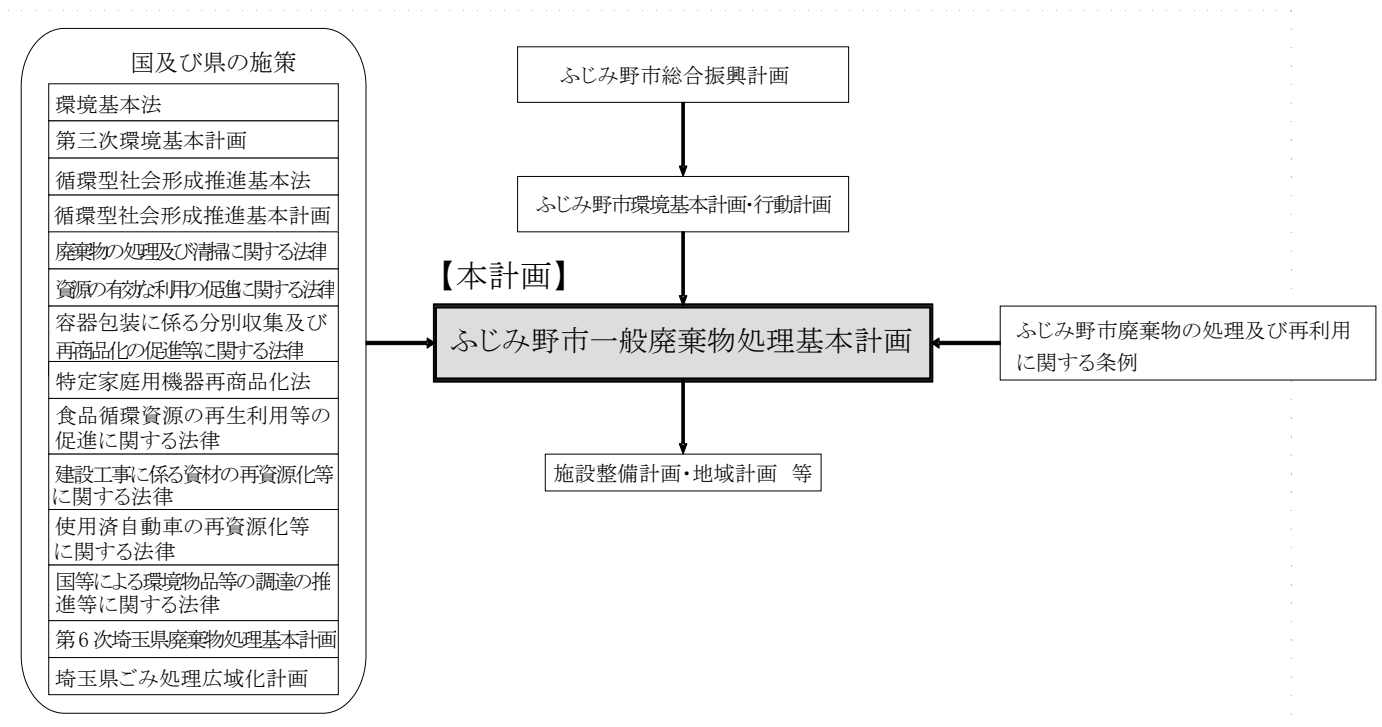 国及び県の施策
環境基本法
第三次環境基本計画
循環型社会形成推進基本法
循環型社会形成推進基本計画
廃棄物の処理及び清掃に関する法律
資源の有効な利用の促進に関する法律
容器包装に係る分別収集及び
再商品化の促進等に関する法律
特定家庭用機器再商品化法
食品循環資源の再生利用等の
促進に関する法律
建設工事に係る資材の再資源化等
に関する法律
使用済自動車の再資源化等
に関する法律
国等による環境物品等の調達の推
進等に関する法律
第6次埼玉県廃棄物処理基本計画
埼玉県ごみ処理広域化計画
ふじみ野市総合振興計画
ふじみ野市環境基本計画・行動計画
【本計画】
ふじみ野市一般廃棄物処理基本計画
施設整備計画・地域計画 等
ふじみ野市廃棄物の処理及び再利用
に関する条例